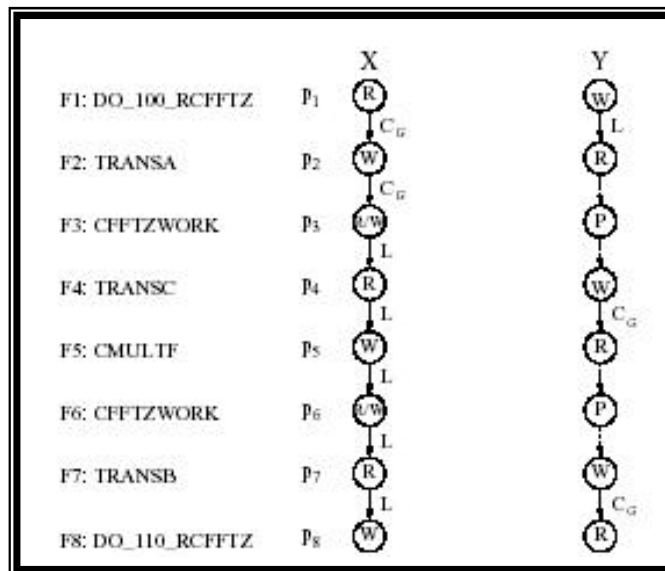 X Y
F1: DO_100_RCFFTZ p1 R W
CG L
F2: TRANSA p2 W R
CG
F3: CFFTZWORK p3 R/W P
L
F4: TRANSC p4 R W
L CG
F5: CMULTF p5 W R
L
F6: CFFTZWORK p6 R/W P
L
F7: TRANSB p7 R W
L CG
F8: DO_110_RCFFTZ p8 W R